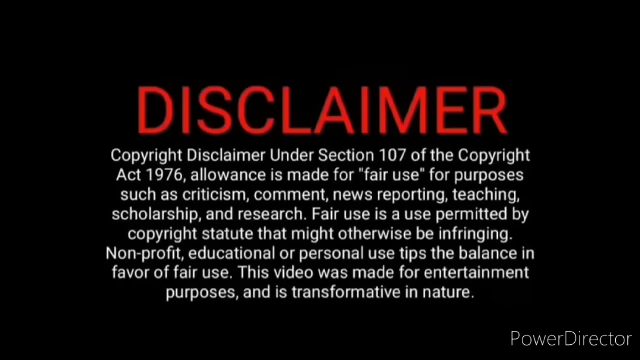 DISCLAIMER
Copyright Disclaimer Under Section 107 of the Copyright
Act 1976, allowance is made for "fair use" for purposes
such as criticism, comment, news reporting, teaching,
scholarship, and research. Fair use is a use permitted by
copyright statute that might otherwise be infringing.
Non-profit, educational or personal use tips the balance in
favor of fair use. This video was made for entertainment
purposes, and is transformative in nature.
PowerDirector